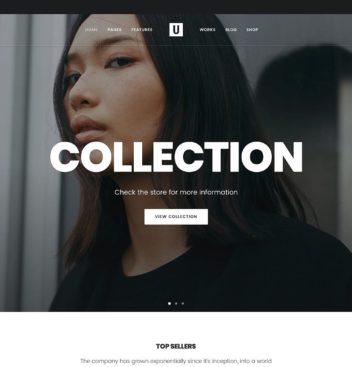 HOME PAGES FEATURES U WORKS BLOG SHOP
COLLECTION
Check the store for more information
VIEW COLLECTION
TOP SELLERS
The company has grown exponentially since it's inception, into a world